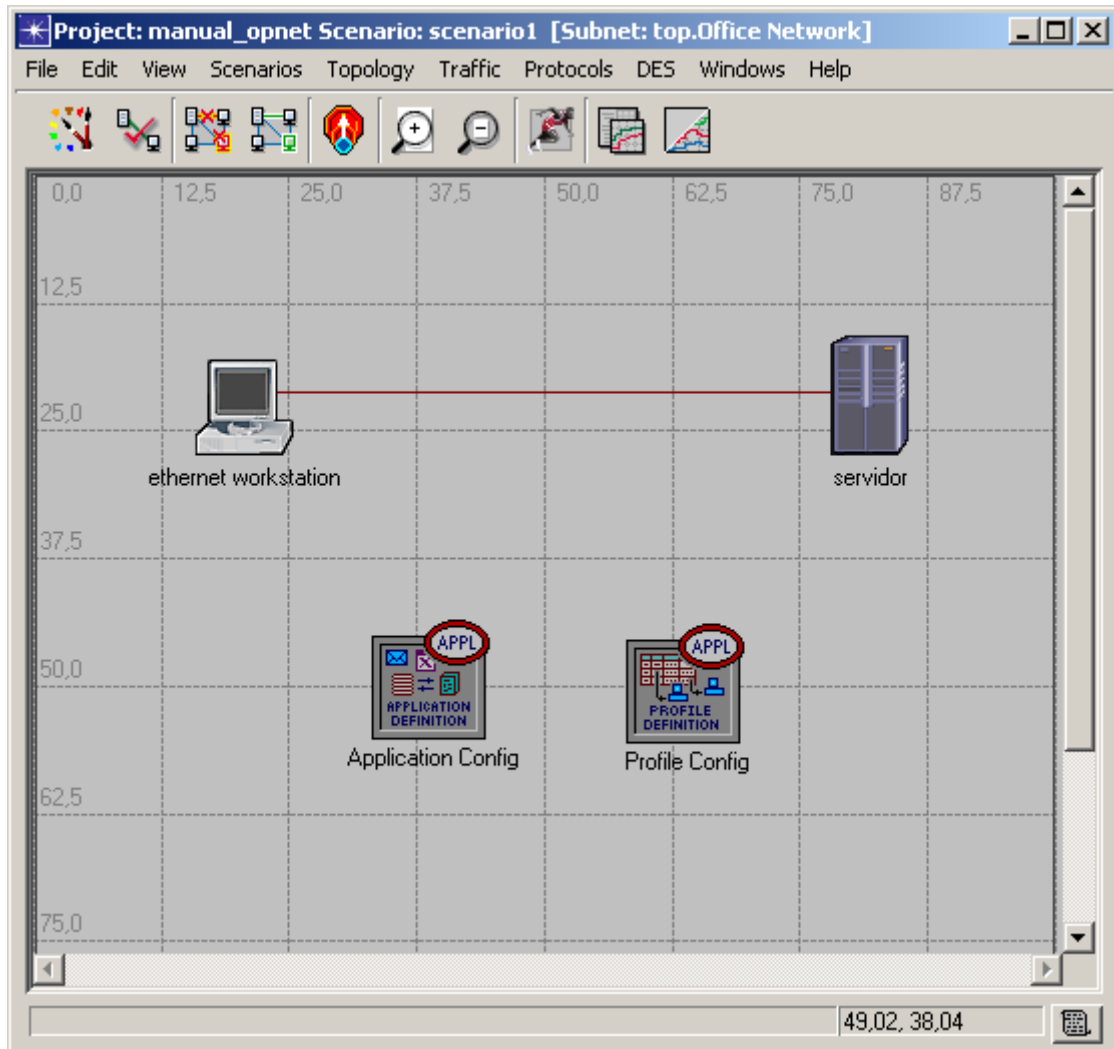 Project: manual_opnet Scenario: scenario1 [Subnet: top.Office Network]
File Edit View Scenarios Topology Traffic Protocols DES Windows Help
0,0 12,5 25,0 37,5 50,0 62,5 75,0 87,5
12,5
25,0
ethernet workstation servidor
37,5
APPL APPL
50,0
APPLICATION DEFINITION
PROFILE DEFINITION
Application Config Profile Config
62,5
75,0
49,02, 38,04